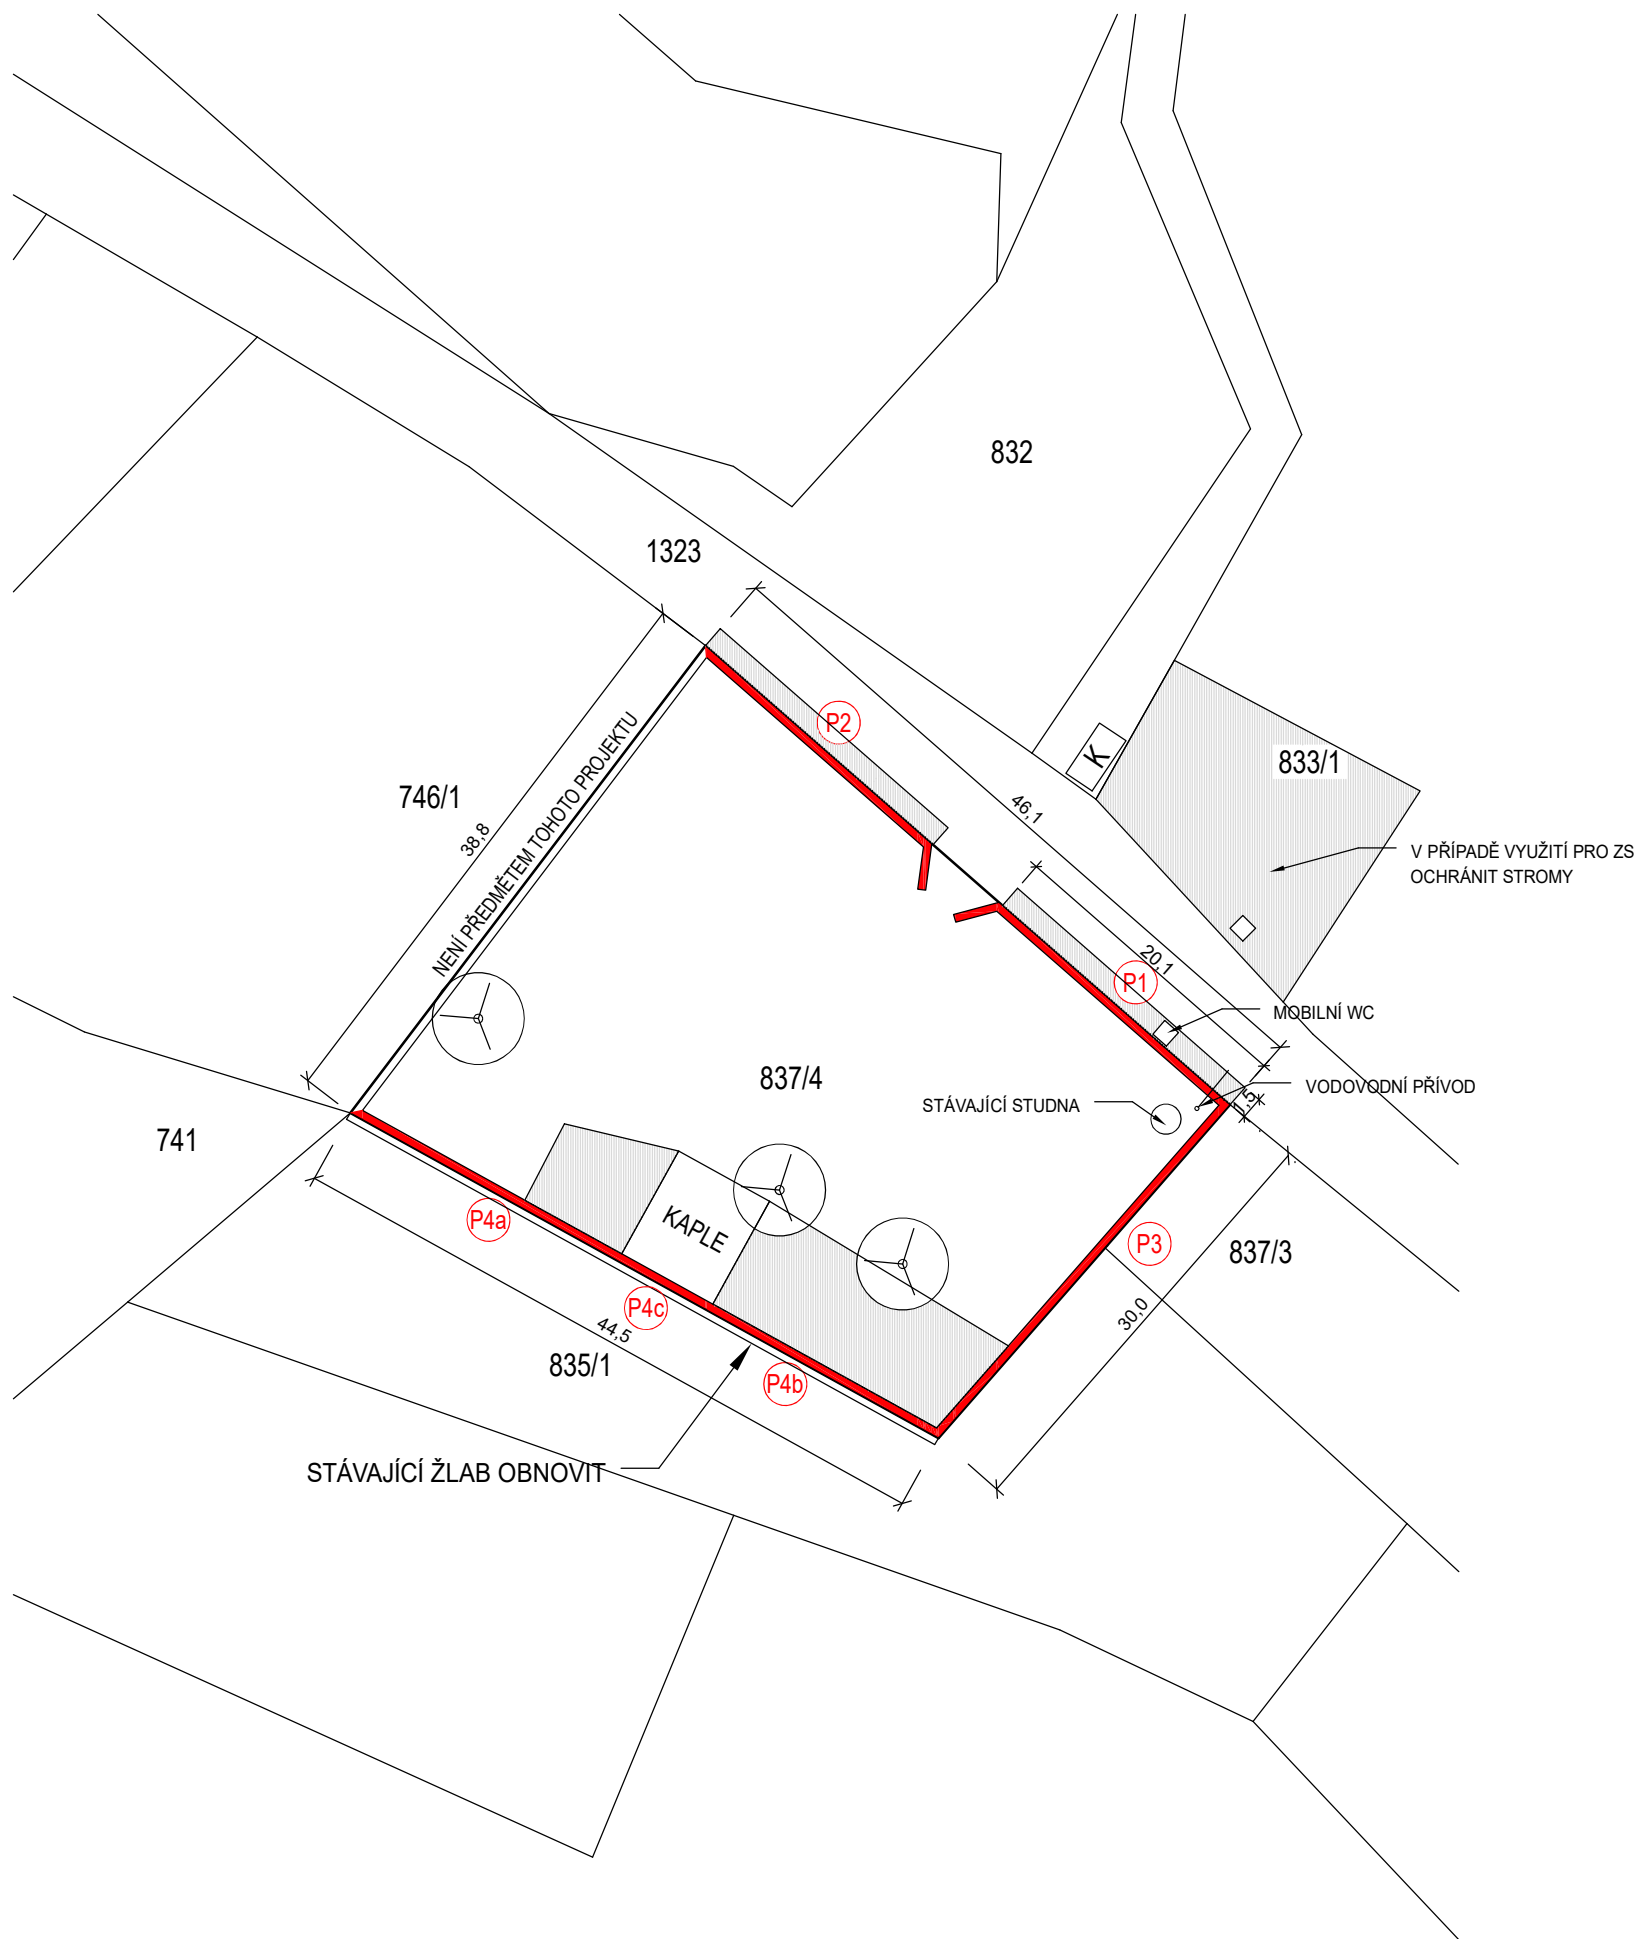 832
1323
P2
K
833/1
746/1
46,1
38,8
NENÍ PŘEDMĚTEM TOHOTO PROJEKTU
V PŘÍPADĚ VYUŽITÍ PRO ZS
OCHRÁNIT STROMY
20,1
P1
MOBILNÍ WC
837/4
VODOVODNÍ PŘÍVOD
STÁVAJÍCÍ STUDNA
1,5
741
P4a
KAPLE
P3
837/3
P4c
44,5
30,0
835/1
P4b
STÁVAJÍCÍ ŽLAB OBNOVIT